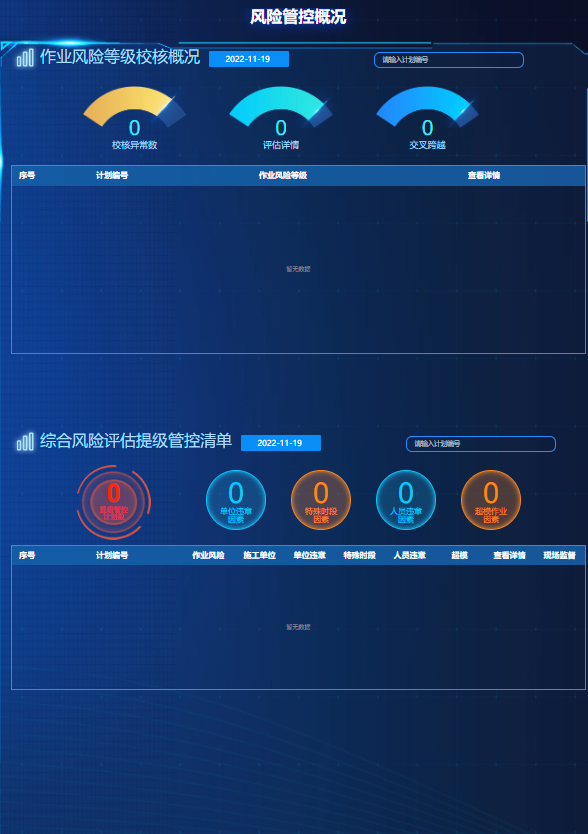 风险管控概况
作业风险等级校核概况 2022-11-19 请输入计划编号
0 0 0
校核异常数 评估详情 交叉跨越
序号 计划编号 作业风险等级 查看详情
暂无数据
综合风险评估提级管控清单 2022-11-19 请输入计划编号
0 0 0 0 0
提级管控 单位违章 特殊时段 人员违章 超模作业
计划数 因素 因素 因素 因素
序号 计划编号 作业风险 施工单位 单位违章 特殊时段 人员违章 超模 查看详情 现场监督
暂无数据